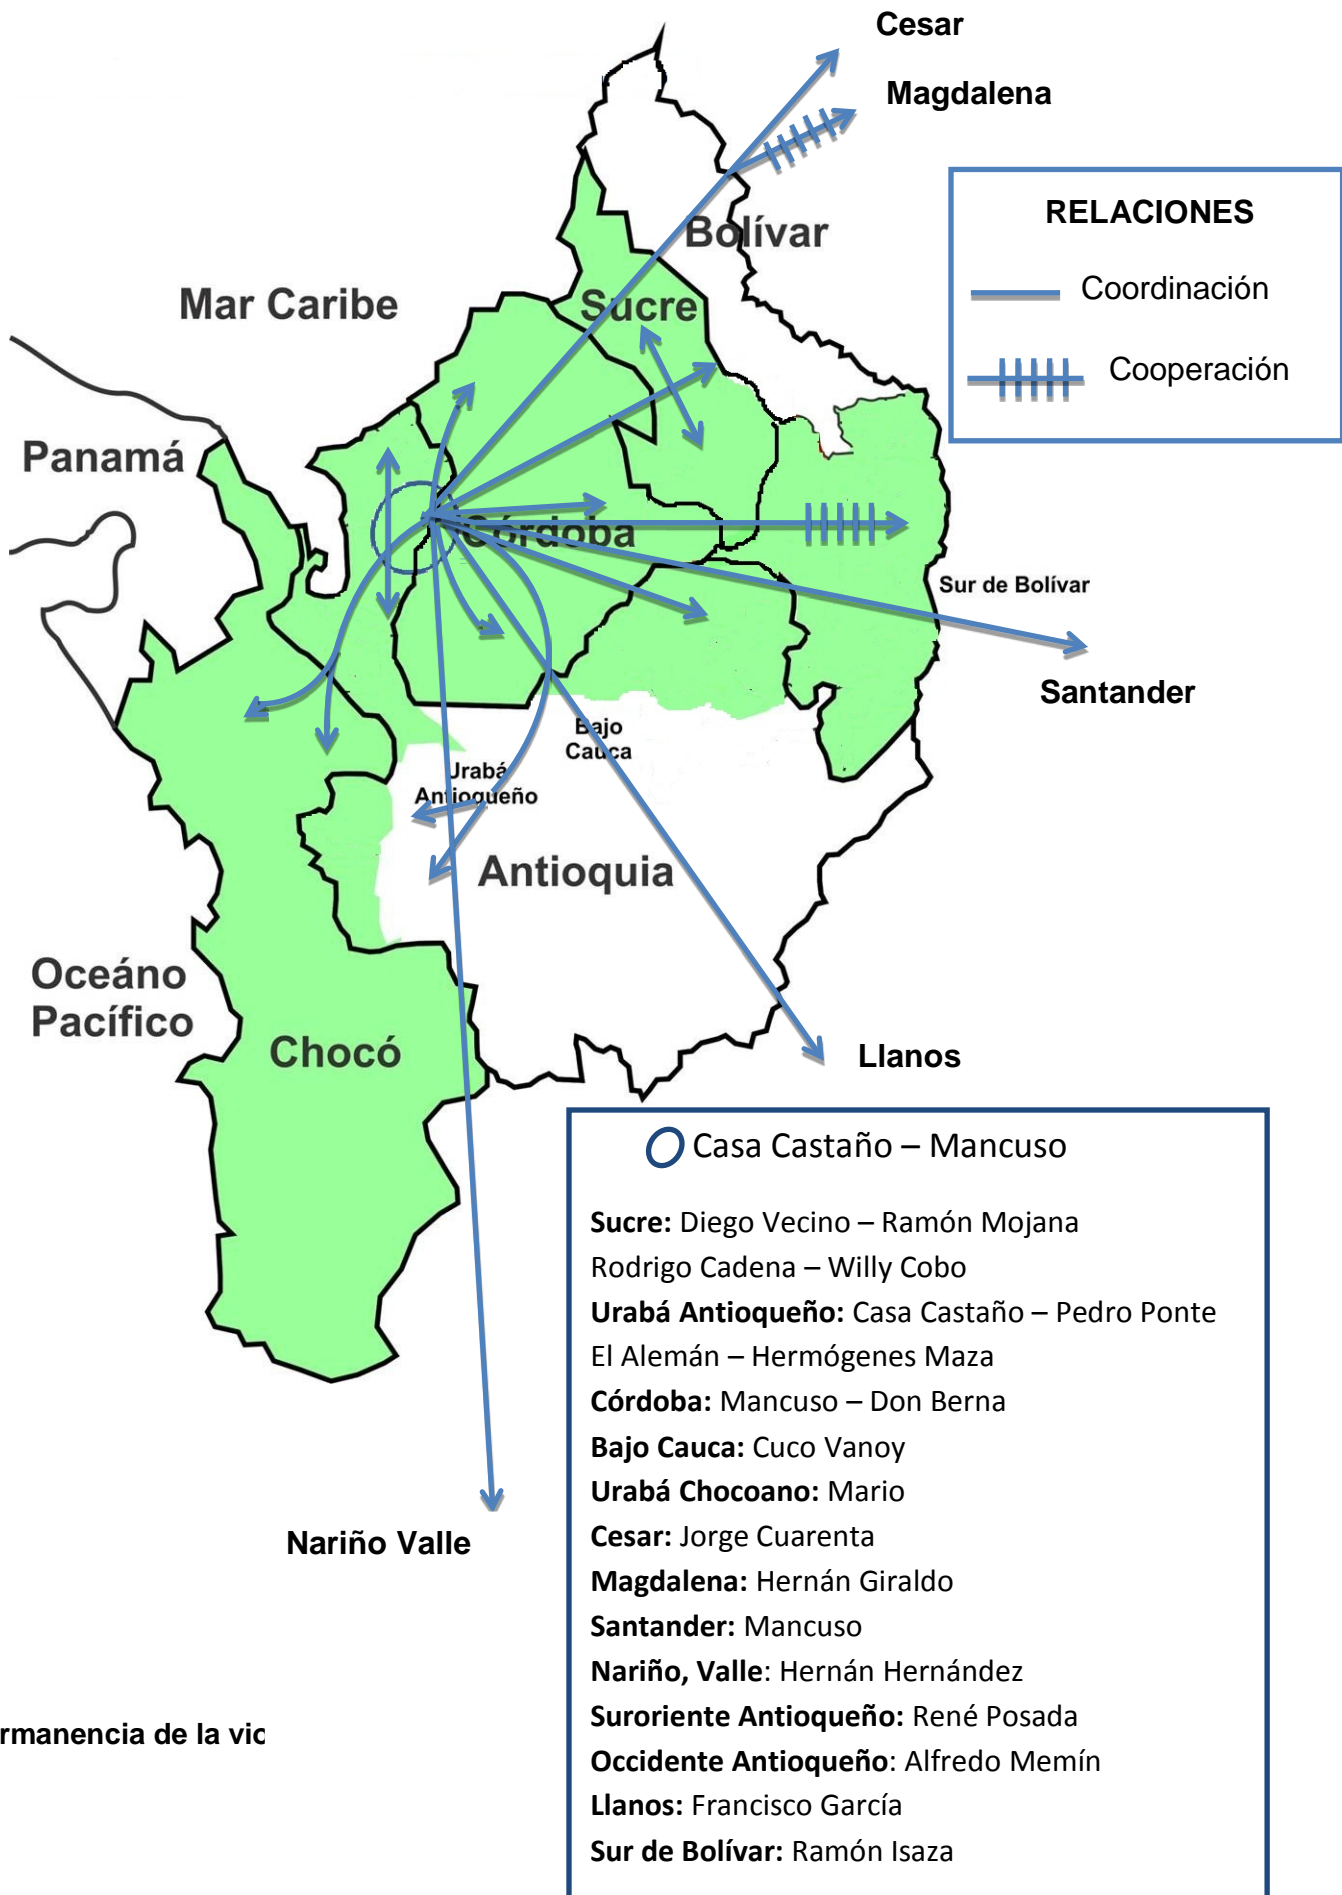 Cesar
Magdalena
RELACIONES
Coordinación
Cooperación
Bolívar
Mar Caribe
Sucre
Panamá
Córdoba
Sur de Bolívar
Santander
Bajo
Cauca
Urabá
Antioqueño
Antioquia
Oceáno
Pacífico
Chocó
Llanos
Casa Castaño – Mancuso
Sucre: Diego Vecino – Ramón Mojana
Rodrigo Cadena – Willy Cobo
Urabá Antioqueño: Casa Castaño – Pedro Ponte
El Alemán – Hermógenes Maza
Córdoba: Mancuso – Don Berna
Bajo Cauca: Cuco Vanoy
Urabá Chocoano: Mario
Cesar: Jorge Cuarenta
Magdalena: Hernán Giraldo
Santander: Mancuso
Nariño, Valle: Hernán Hernández
Suroriente Antioqueño: René Posada
Occidente Antioqueño: Alfredo Memín
Llanos: Francisco García
Sur de Bolívar: Ramón Isaza
Nariño Valle
rmanencia de la vio